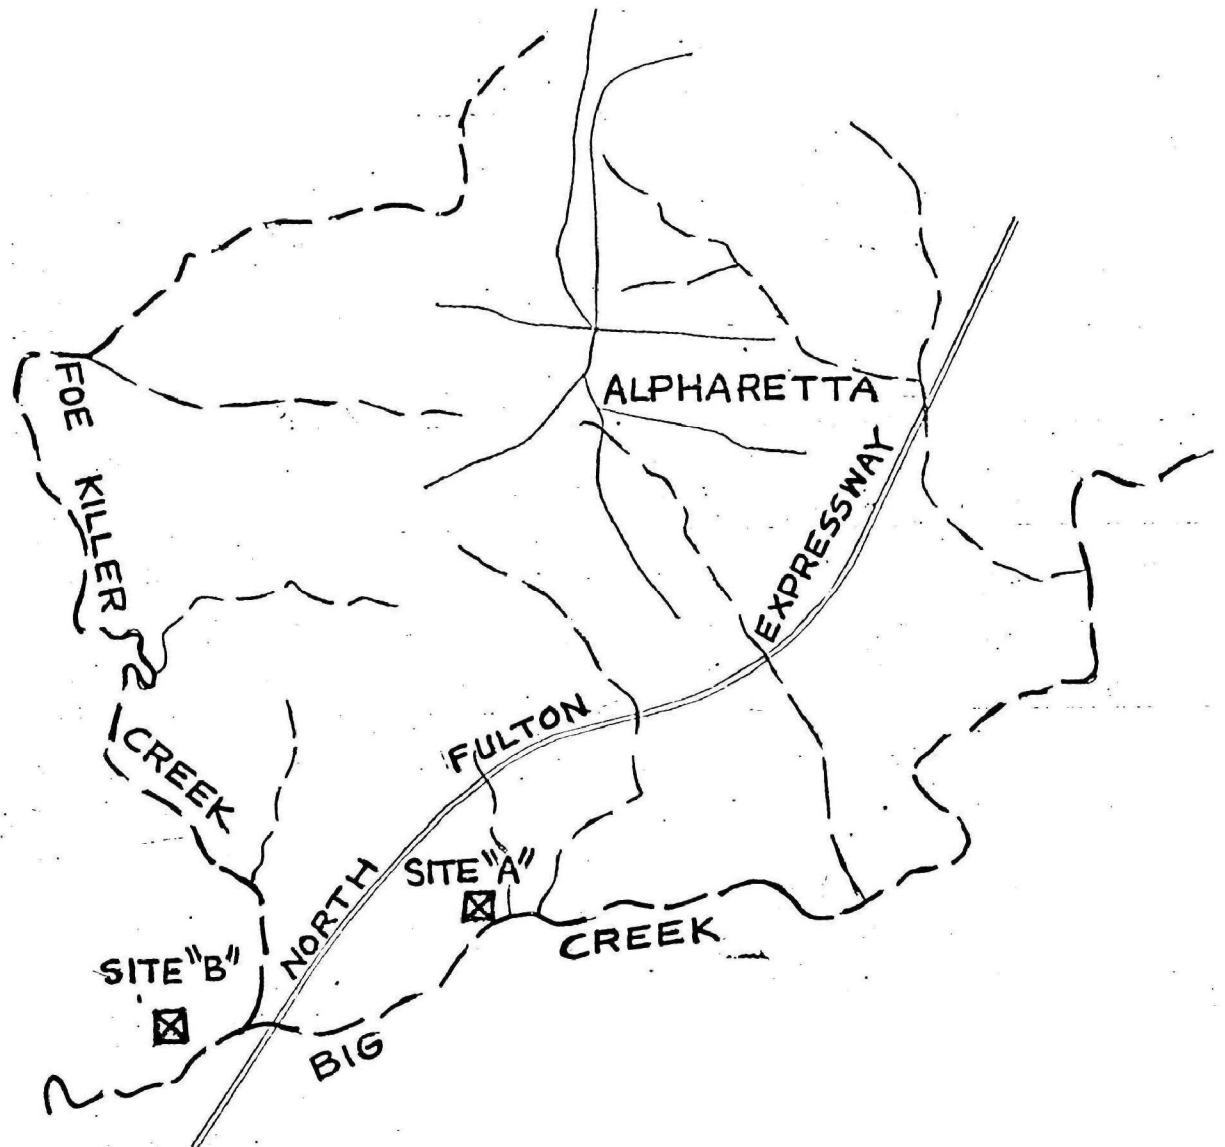 ALPHARETTA
FOE KILLER CREEK
NORTH FULTON EXPRESSWAY
SITE "A"
SITE "B"
BIG CREEK